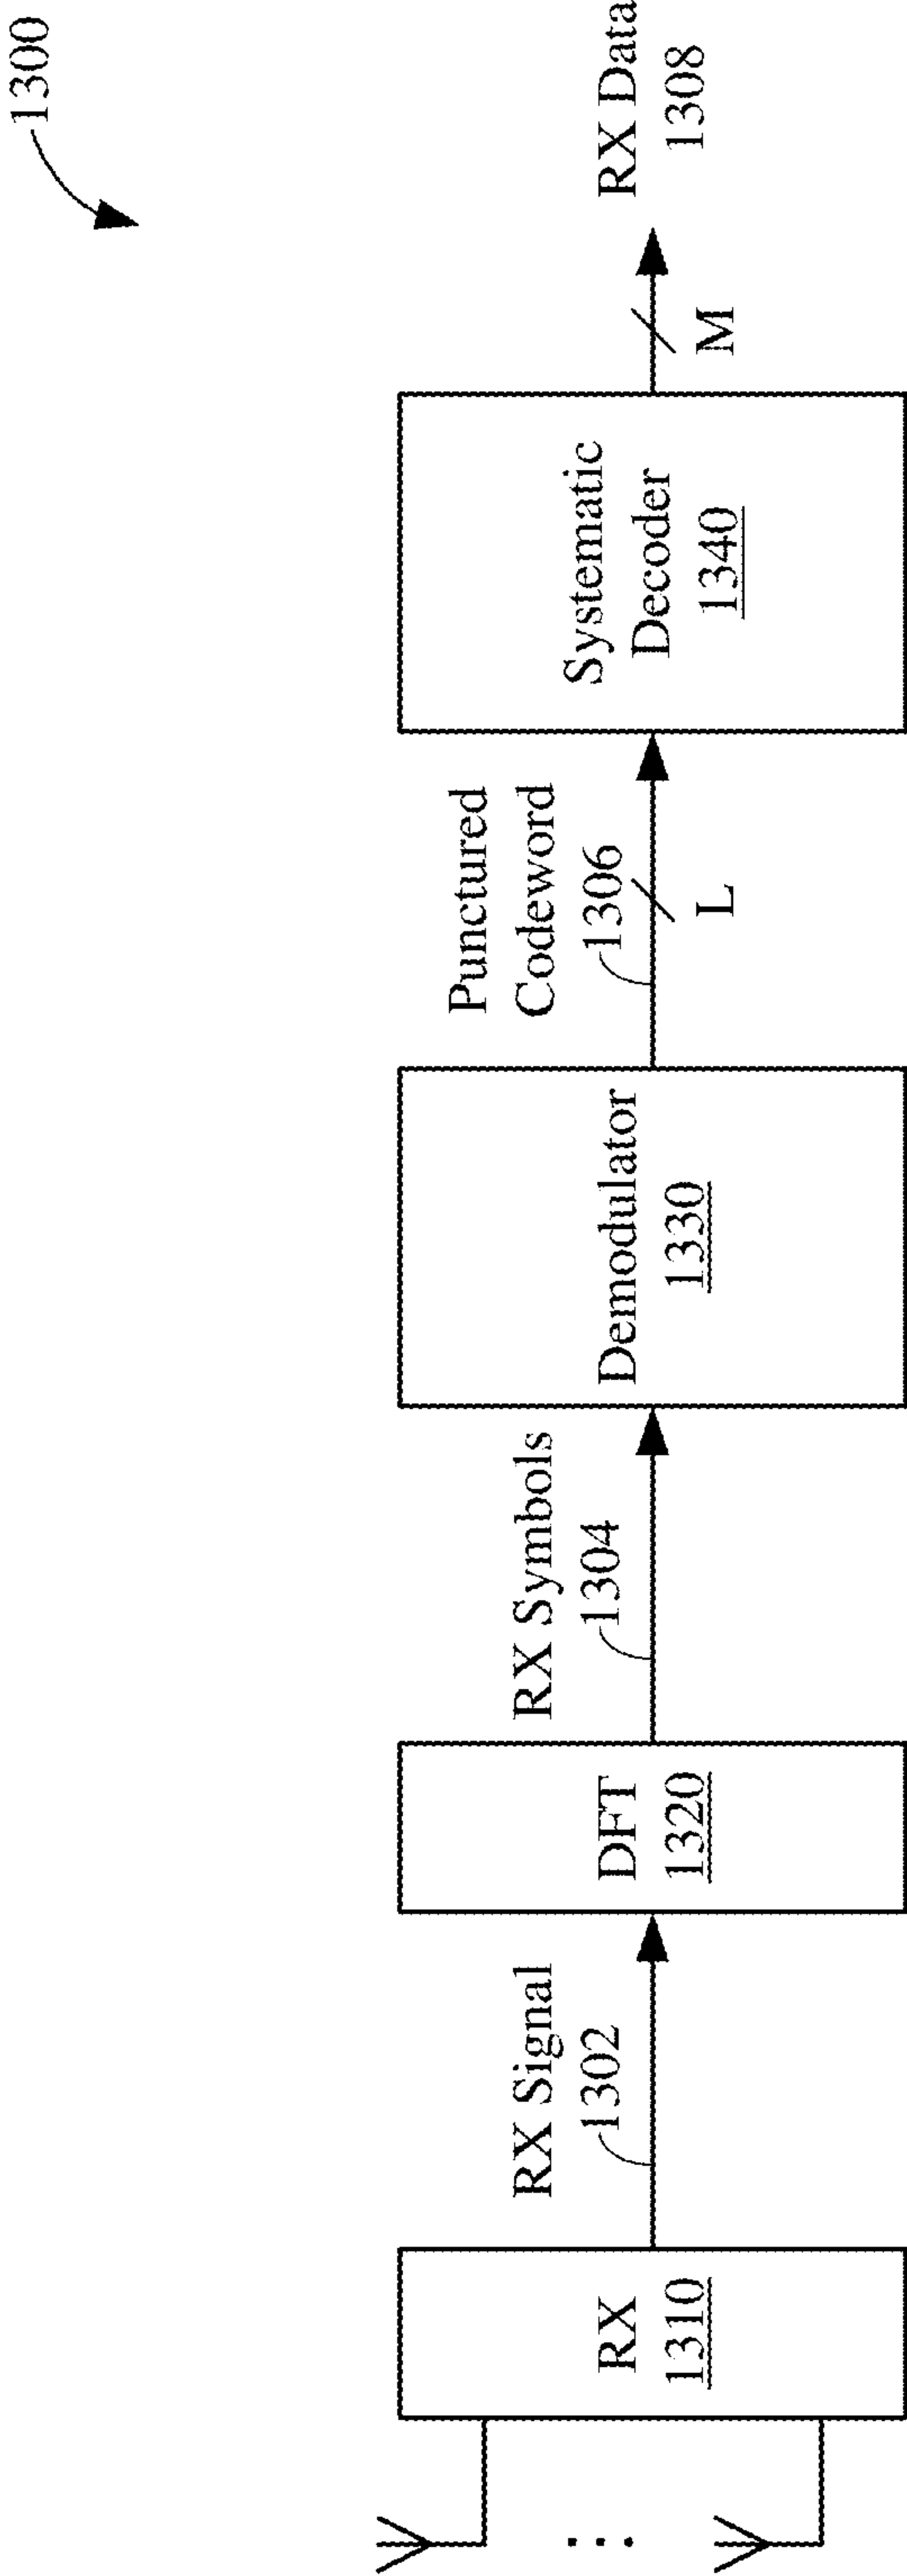 1300
RX
1310
RX Signal
1302
DFT
1320
RX Symbols
1304
Demodulator
1330
Punctured
Codeword
1306
L
Systematic
Decoder
1340
M
RX Data
1308